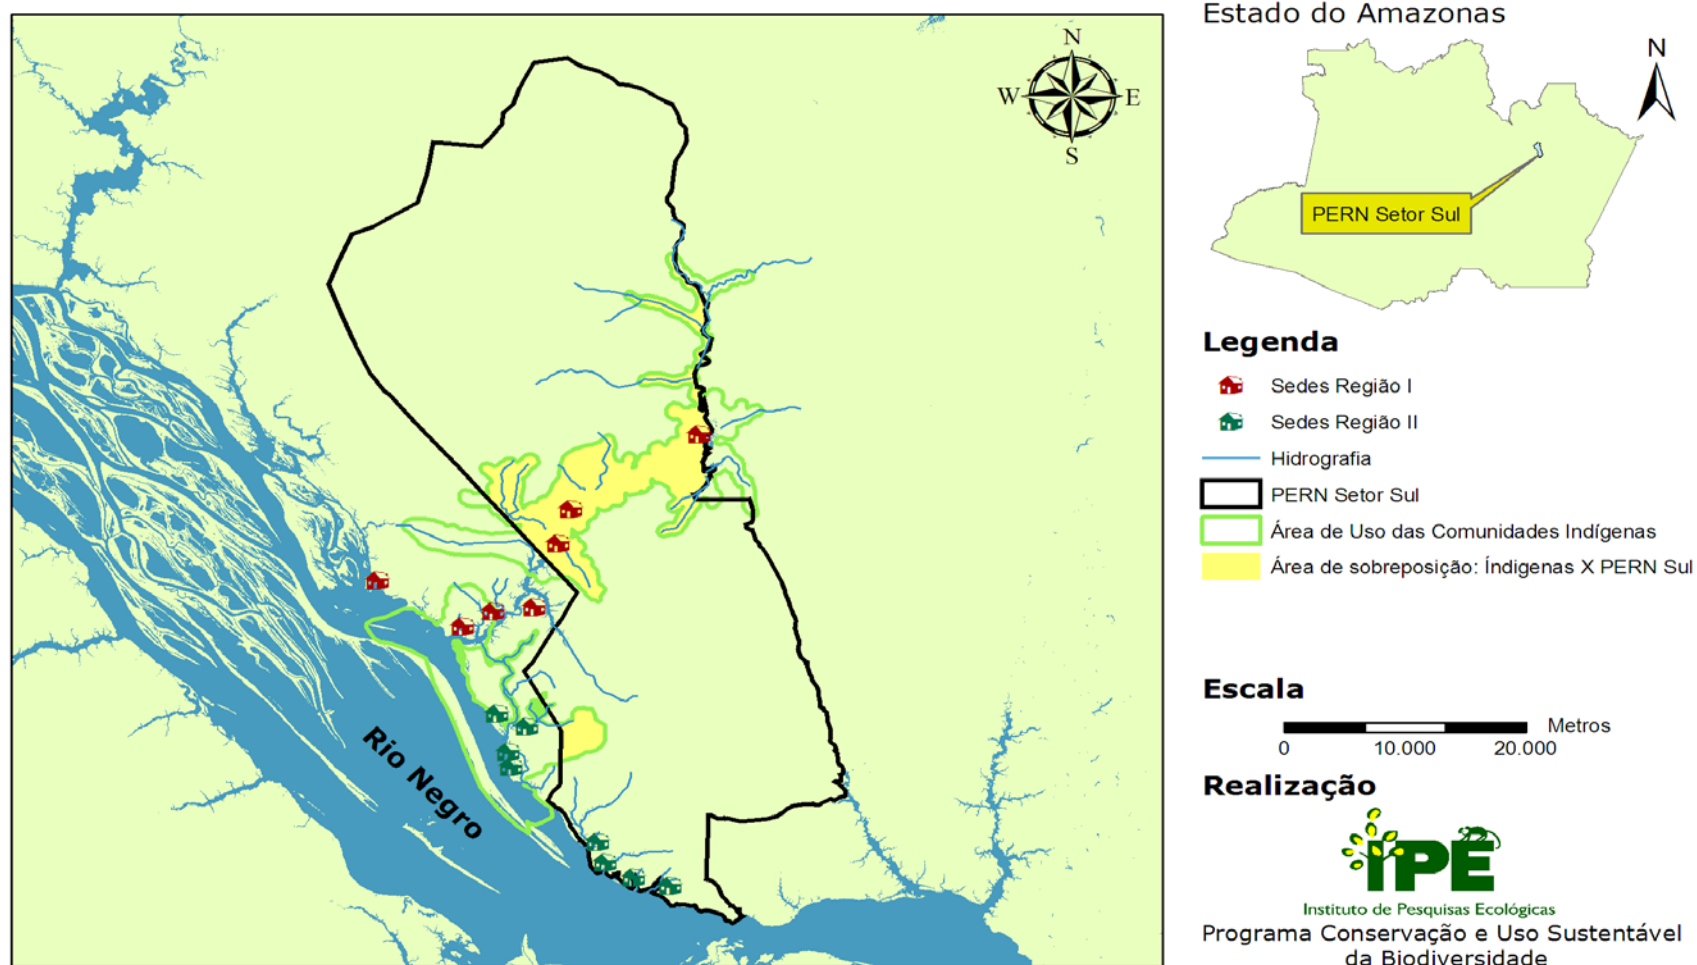 Estado do Amazonas
N
W
E
S
N
PERN Setor Sul
Legenda
Sedes Região I
Sedes Região II
Hidrografia
PERN Setor Sul
Área de Uso das Comunidades Indígenas
Área de sobreposição: Índigenas X PERN Sul
Rio Negro
Escala
Metros
0 10.000 20.000
Realização
IPÊ
Instituto de Pesquisas Ecológicas
Programa Conservação e Uso Sustentável
da Biodiversidade